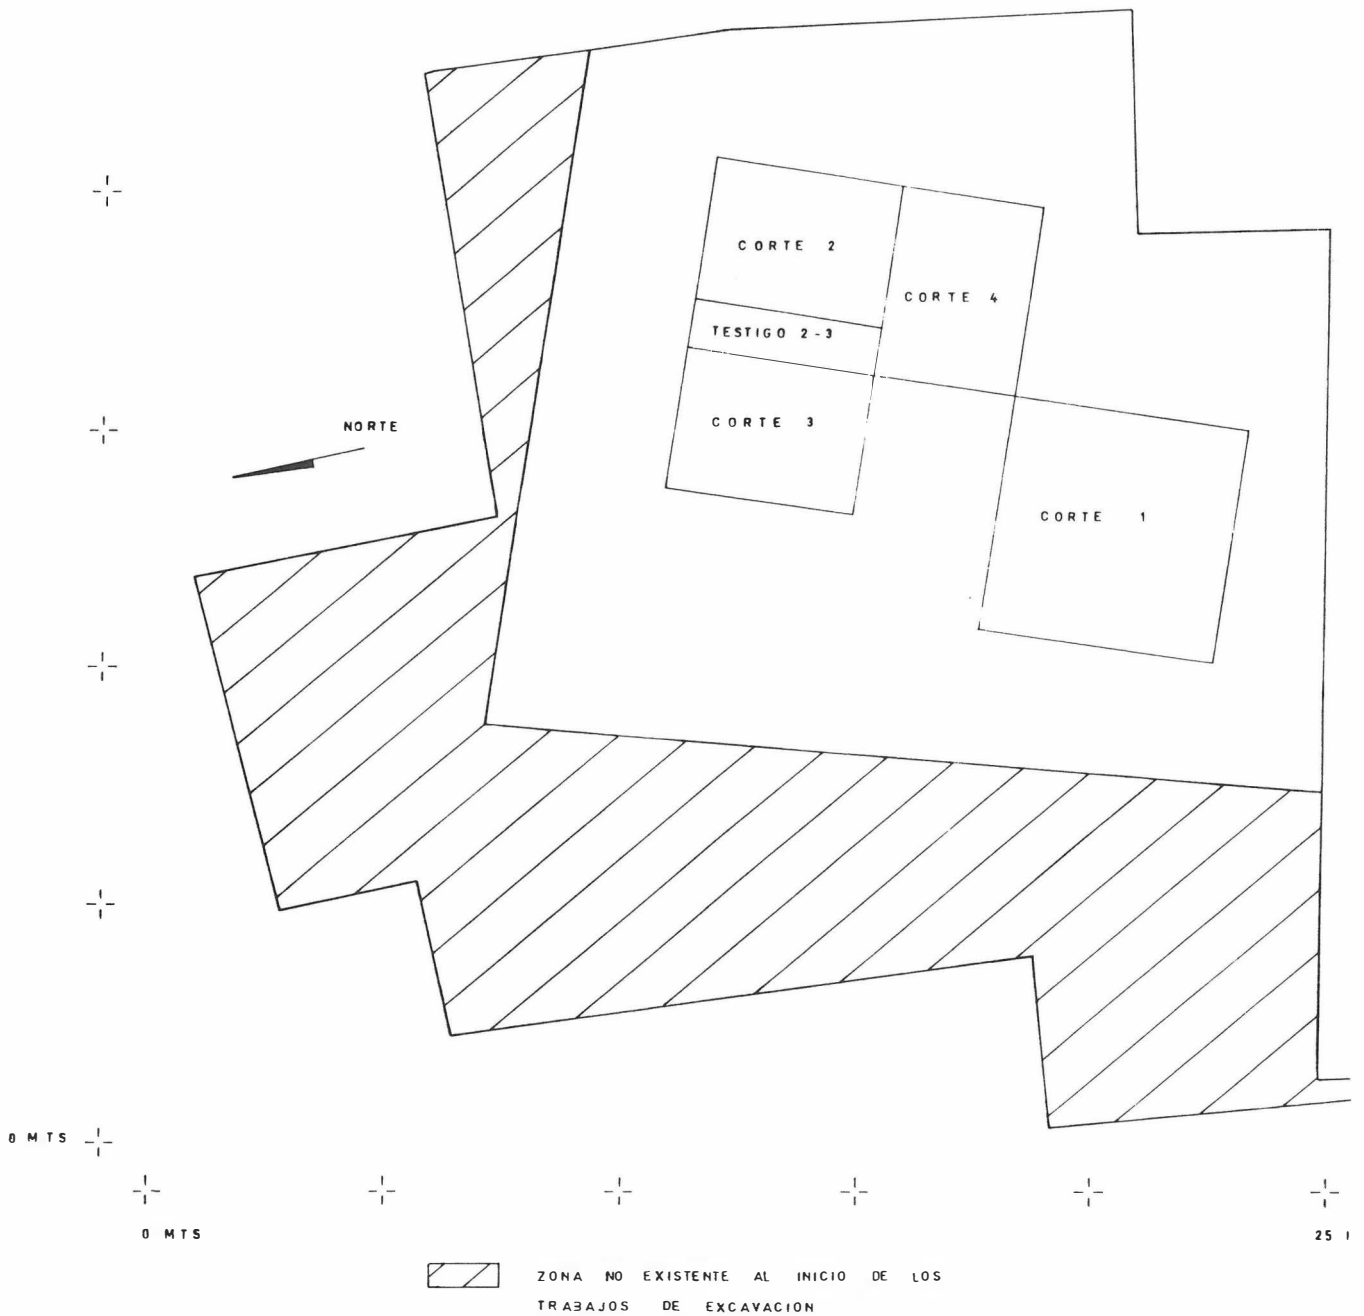 CORTE 2
CORTE 4
TESTIGO 2-3
CORTE 3
NORTE
CORTE 1
0 MTS
0 MTS
25
ZONA NO EXISTENTE AL INICIO DE LOS
TRABAJOS DE EXCAVACION